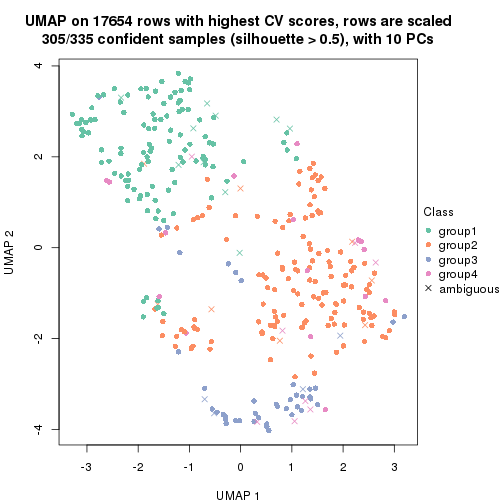 UMAP on 17654 rows with highest CV scores, rows are scaled
305/335 confident samples (silhouette > 0.5), with 10 PCs
4
2
0
-2
-4
UMAP 2
-3
-2
-1
0
1
2
3
UMAP 1
Class
group1
group2
group3
group4
ambiguous